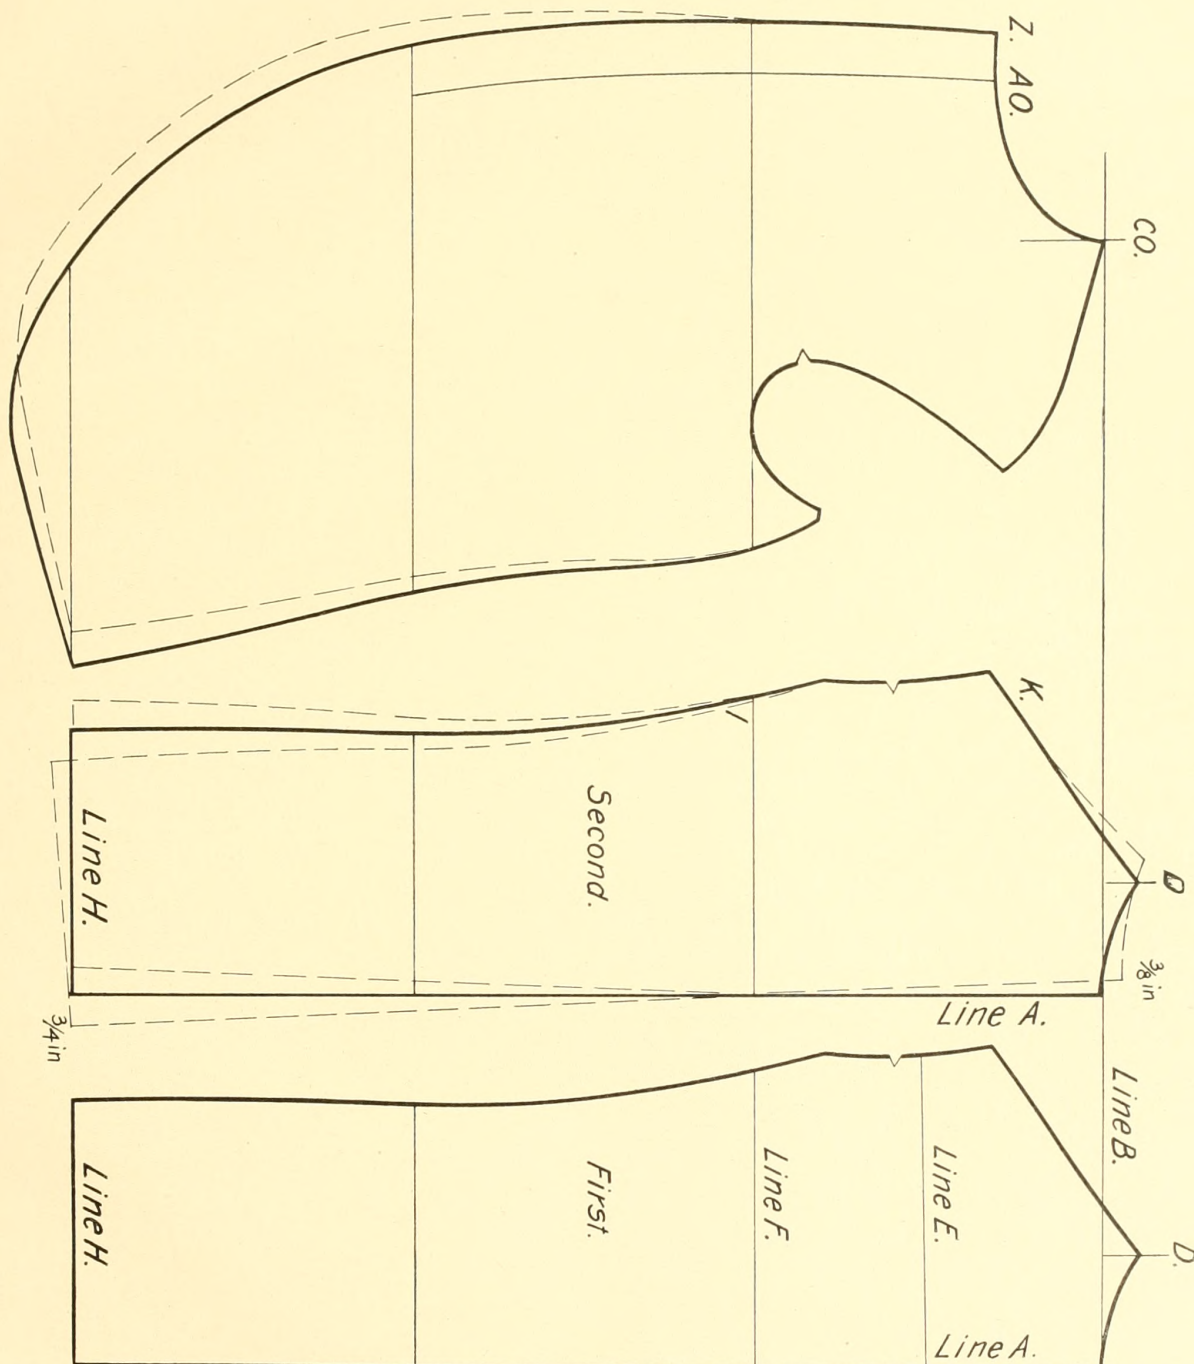 Z.
AO.
CO.
K.
D
3/8 in
Second.
Line H.
Line A.
3/4 in
Line B.
D.
Line E.
Line F.
First.
Line H.
Line A.